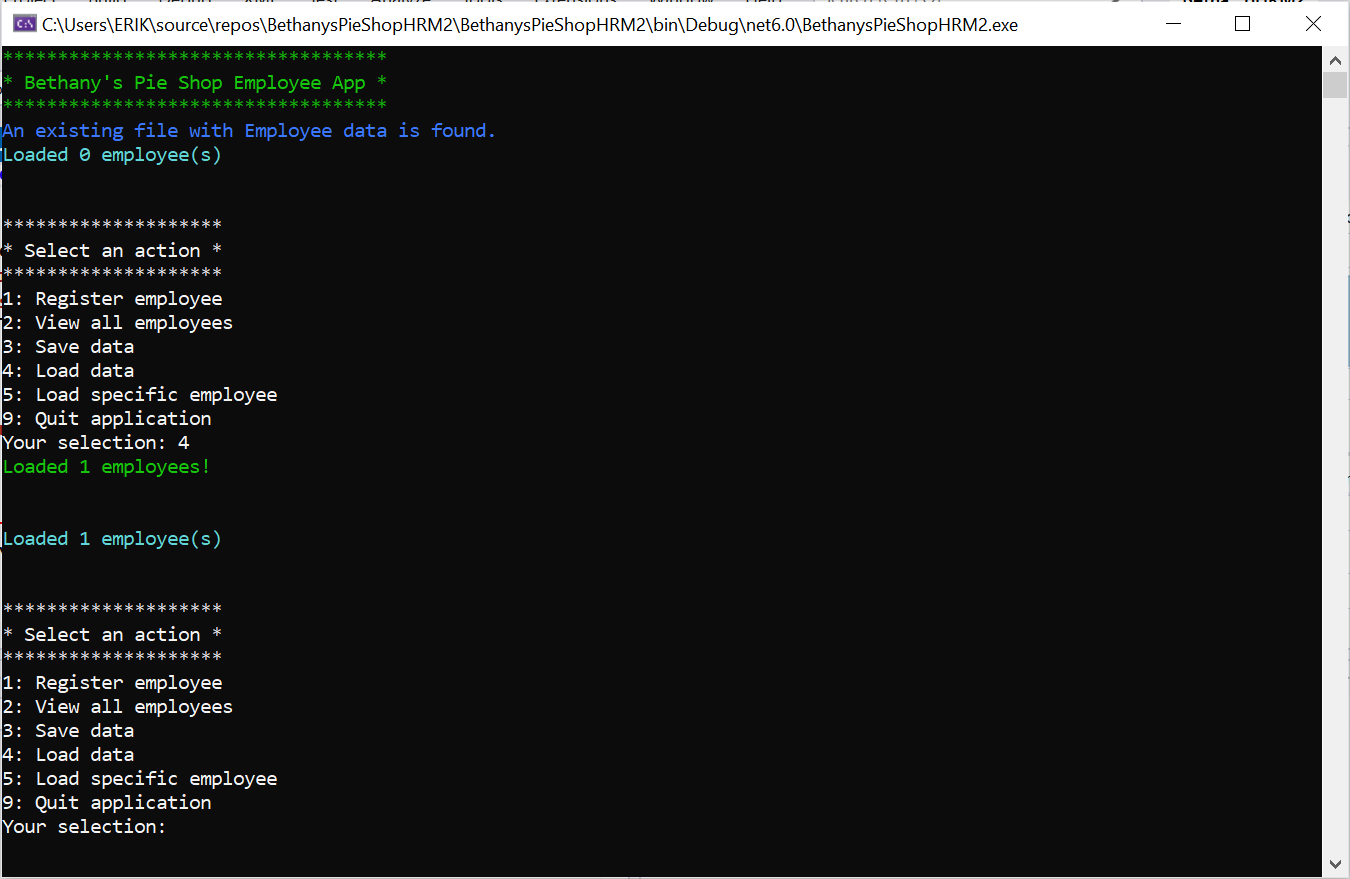 C:\Users\ERIK\source\repos\BethanysPieShopHRM2\BethanysPieShopHRM2\bin\Debug\net6.0\BethanysPieShopHRM2.exe
***********************************
* Bethany's Pie Shop Employee App *
***********************************
An existing file with Employee data is found.
Loaded 0 employee(s)
********************
* Select an action *
********************
1: Register employee
2: View all employees
3: Save data
4: Load data
5: Load specific employee
9: Quit application
Your selection: 4
Loaded 1 employees!
Loaded 1 employee(s)
********************
* Select an action *
********************
1: Register employee
2: View all employees
3: Save data
4: Load data
5: Load specific employee
9: Quit application
Your selection: